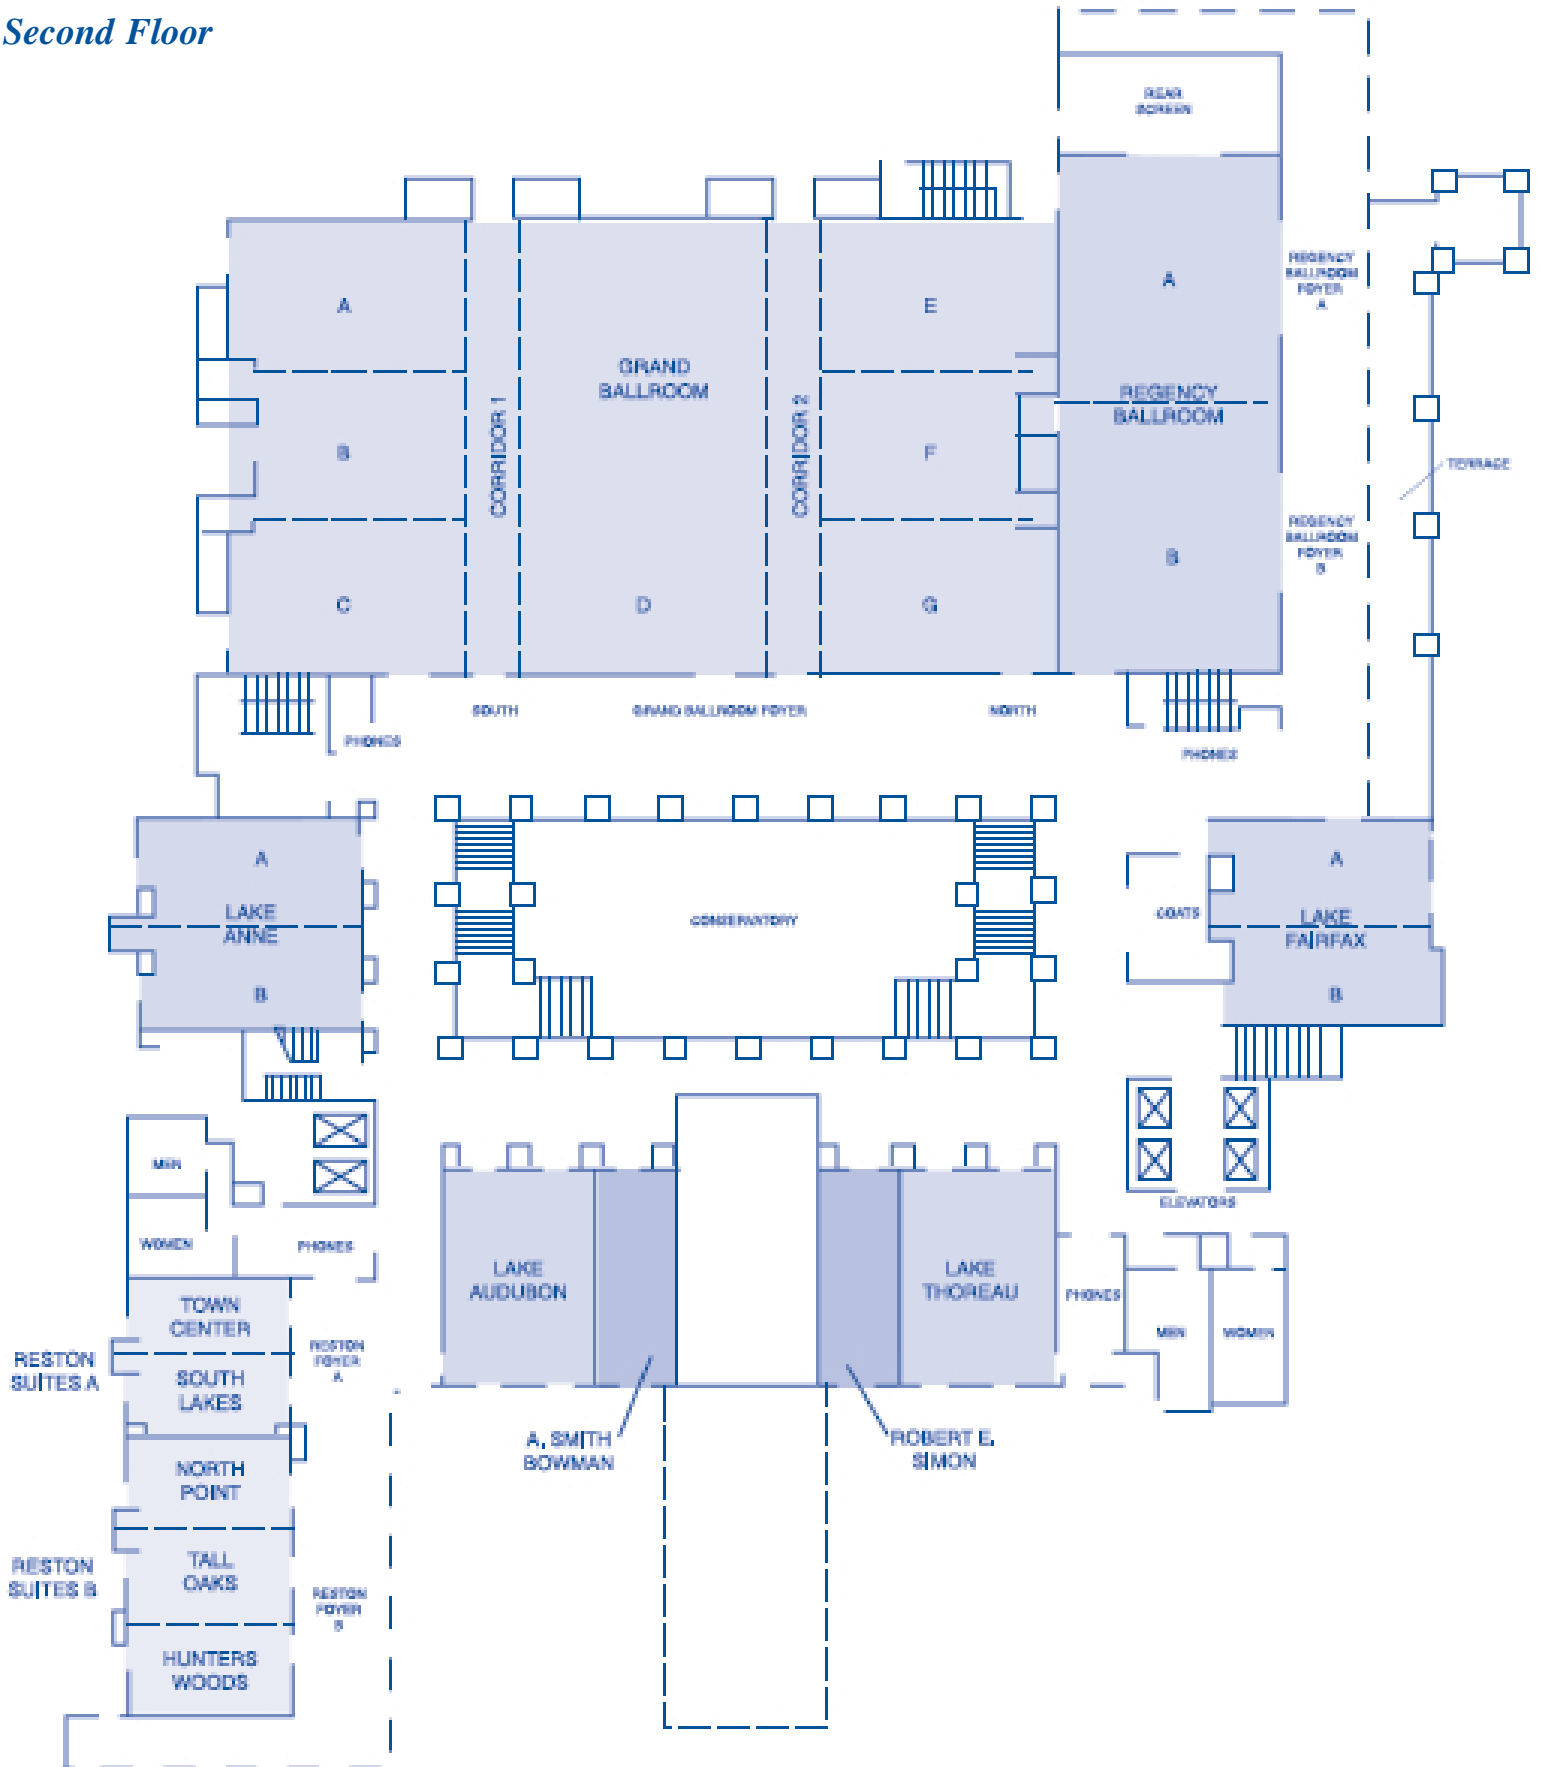 Second Floor
REAR
SCREEN
A
B
C
CORRIDOR 1
GRAND
BALLROOM
D
CORRIDOR 2
E
F
G
A
REGENCY
BALLROOM
B
REGENCY
BALLROOM
FOYER
A
REGENCY
BALLROOM
FOYER
B
TERRACE
SOUTH
GRAND BALLROOM FOYER
NORTH
PHONES
PHONES
A
LAKE
ANNE
B
CONSERVATORY
COATS
A
LAKE
FAIRFAX
B
MEN
WOMEN
PHONES
ELEVATORS
LAKE
AUDUBON
LAKE
THOREAU
PHONES
MEN
WOMEN
A. SMITH
BOWMAN
ROBERT E.
SIMON
RESTON
SUITES A
TOWN
CENTER
SOUTH
LAKES
RESTON
FOYER
A
NORTH
POINT
RESTON
SUITES B
TALL
OAKS
RESTON
FOYER
B
HUNTERS
WOODS